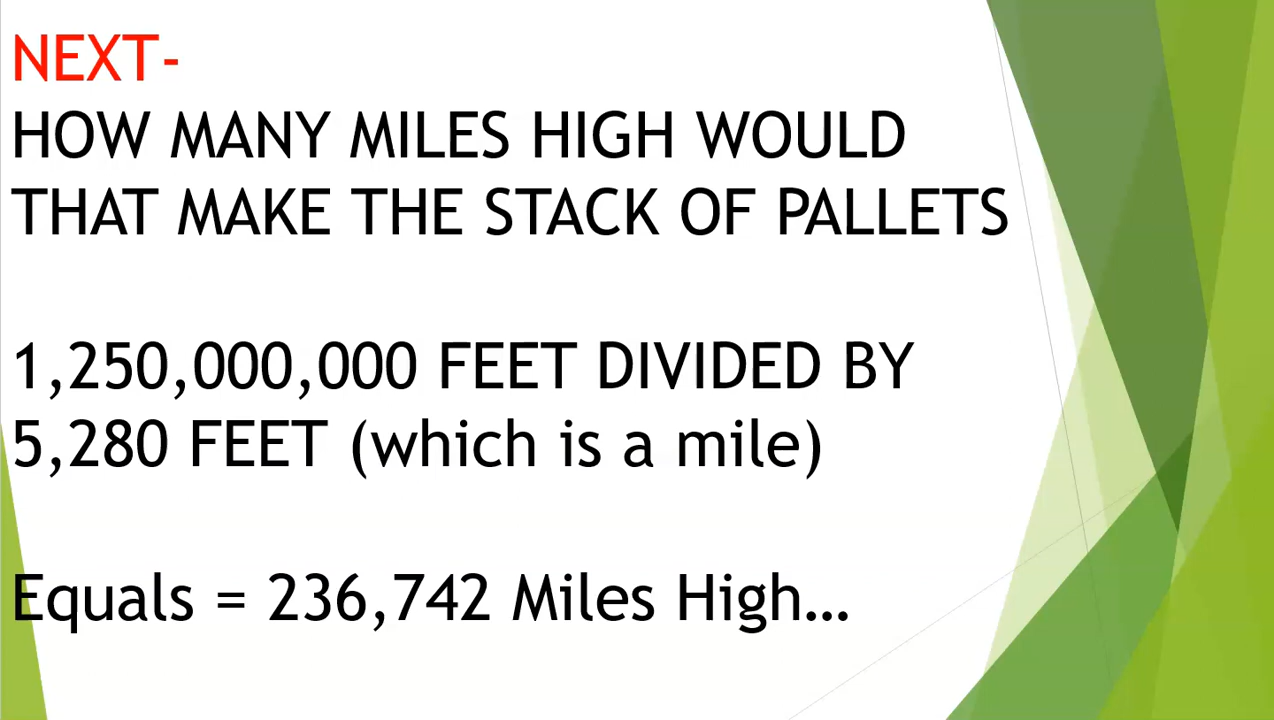 NEXT-
HOW MANY MILES HIGH WOULD
THAT MAKE THE STACK OF PALLETS
1,250,000,000 FEET DIVIDED BY
5,280 FEET (which is a mile)
Equals = 236,742 Miles High…